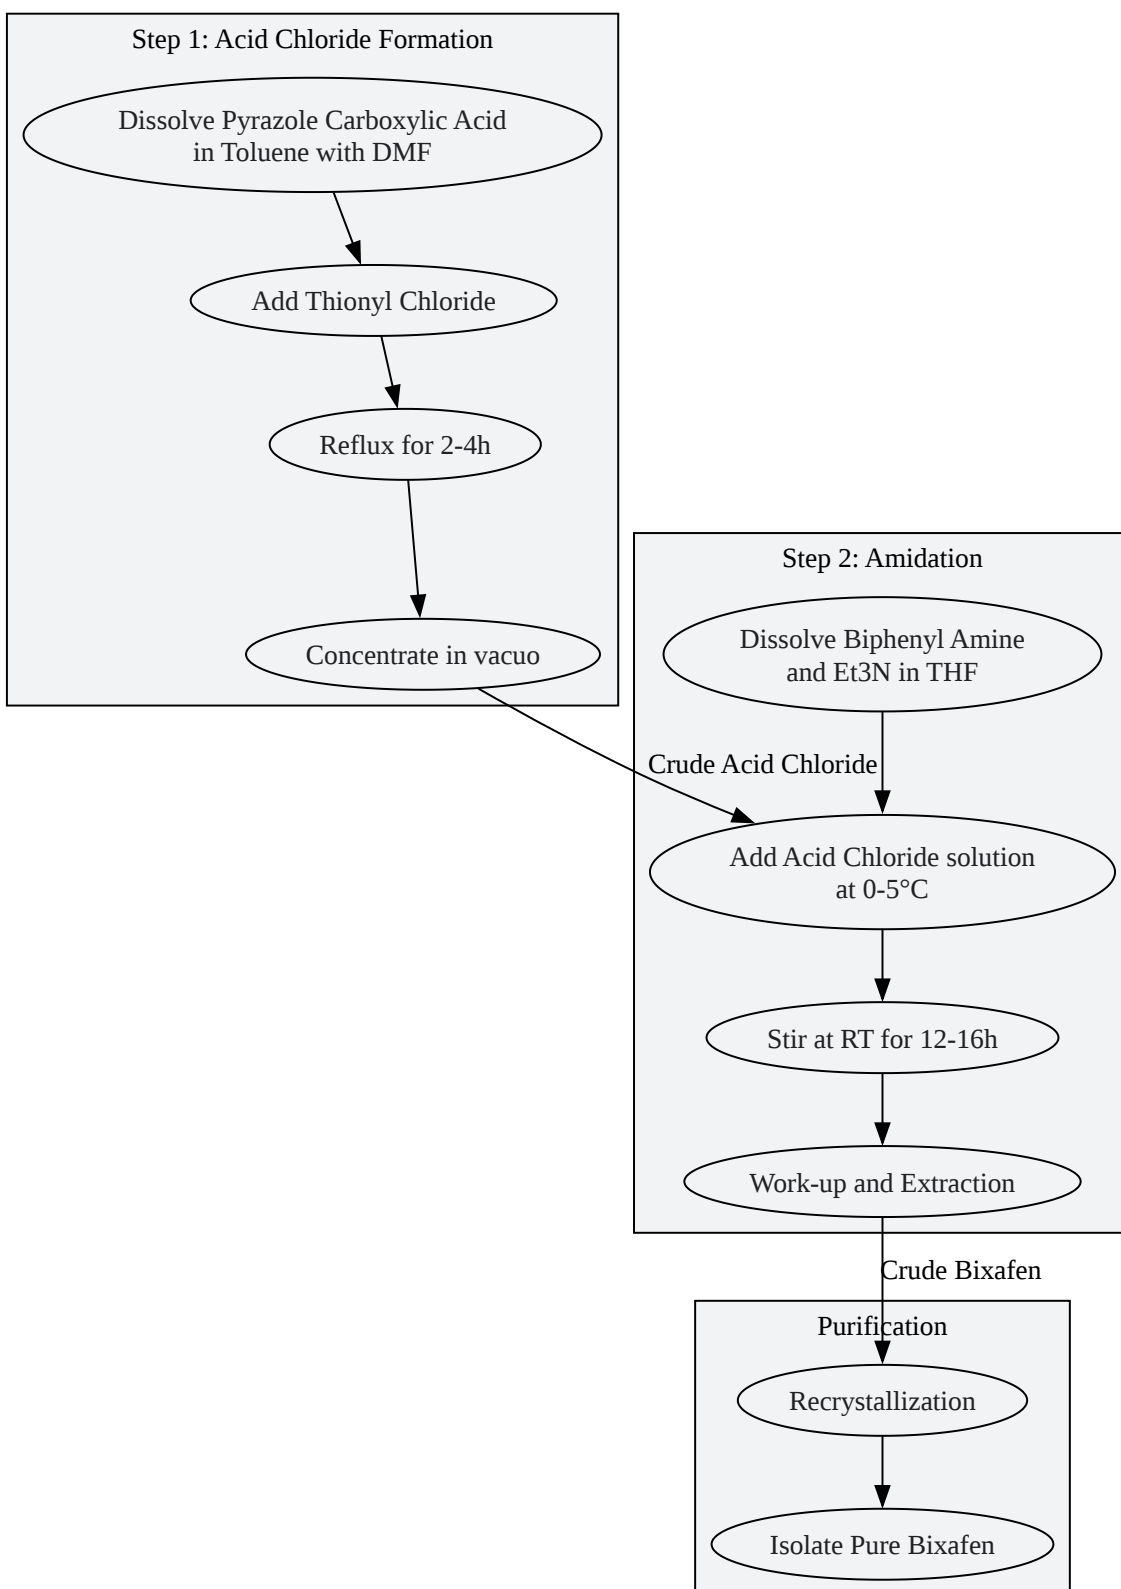 Step 1: Acid Chloride Formation
Dissolve Pyrazole Carboxylic Acid
in Toluene with DMF
Add Thionyl Chloride
Reflux for 2-4h
Concentrate in vacuo
Step 2: Amidation
Dissolve Biphenyl Amine
and Et3N in THF
Crude Acid Chloride
Add Acid Chloride solution
at 0-5°C
Stir at RT for 12-16h
Work-up and Extraction
Crude Bixafen
Purification
Recrystallization
Isolate Pure Bixafen